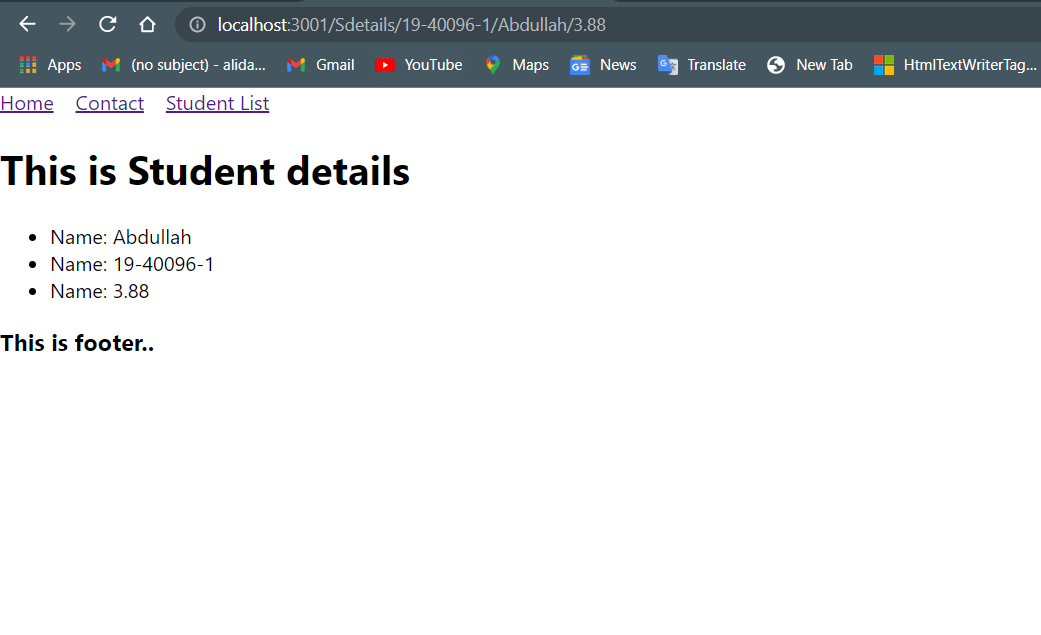 localhost:3001/Sdetails/19-40096-1/Abdullah/3.88
Apps (no subject) - alida... Gmail YouTube Maps News Translate New Tab HtmlTextWriterTag...
Home Contact Student List
This is Student details
Name: Abdullah
Name: 19-40096-1
Name: 3.88
This is footer..